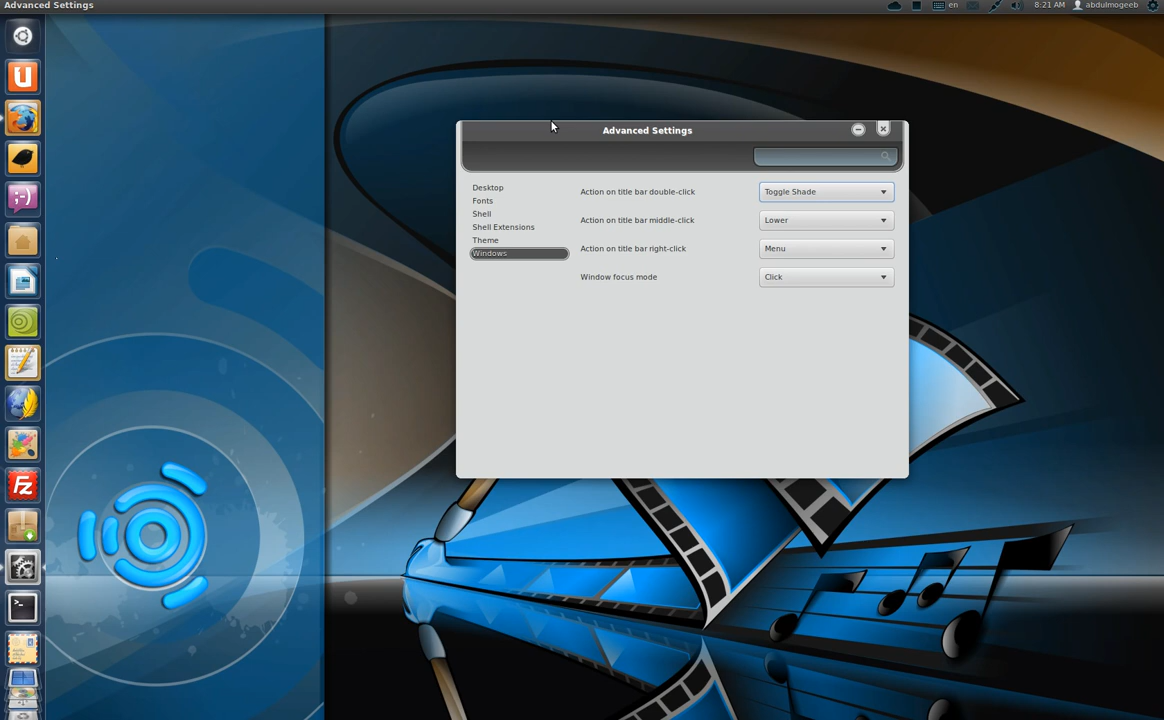 Advanced Settings
en
8:21 AM
abdulmogeeb
Advanced Settings
Desktop
Fonts
Shell
Shell Extensions
Theme
Windows
Action on title bar double-click
Toggle Shade
Action on title bar middle-click
Lower
Action on title bar right-click
Menu
Window focus mode
Click
U
;-)
Fz
>_